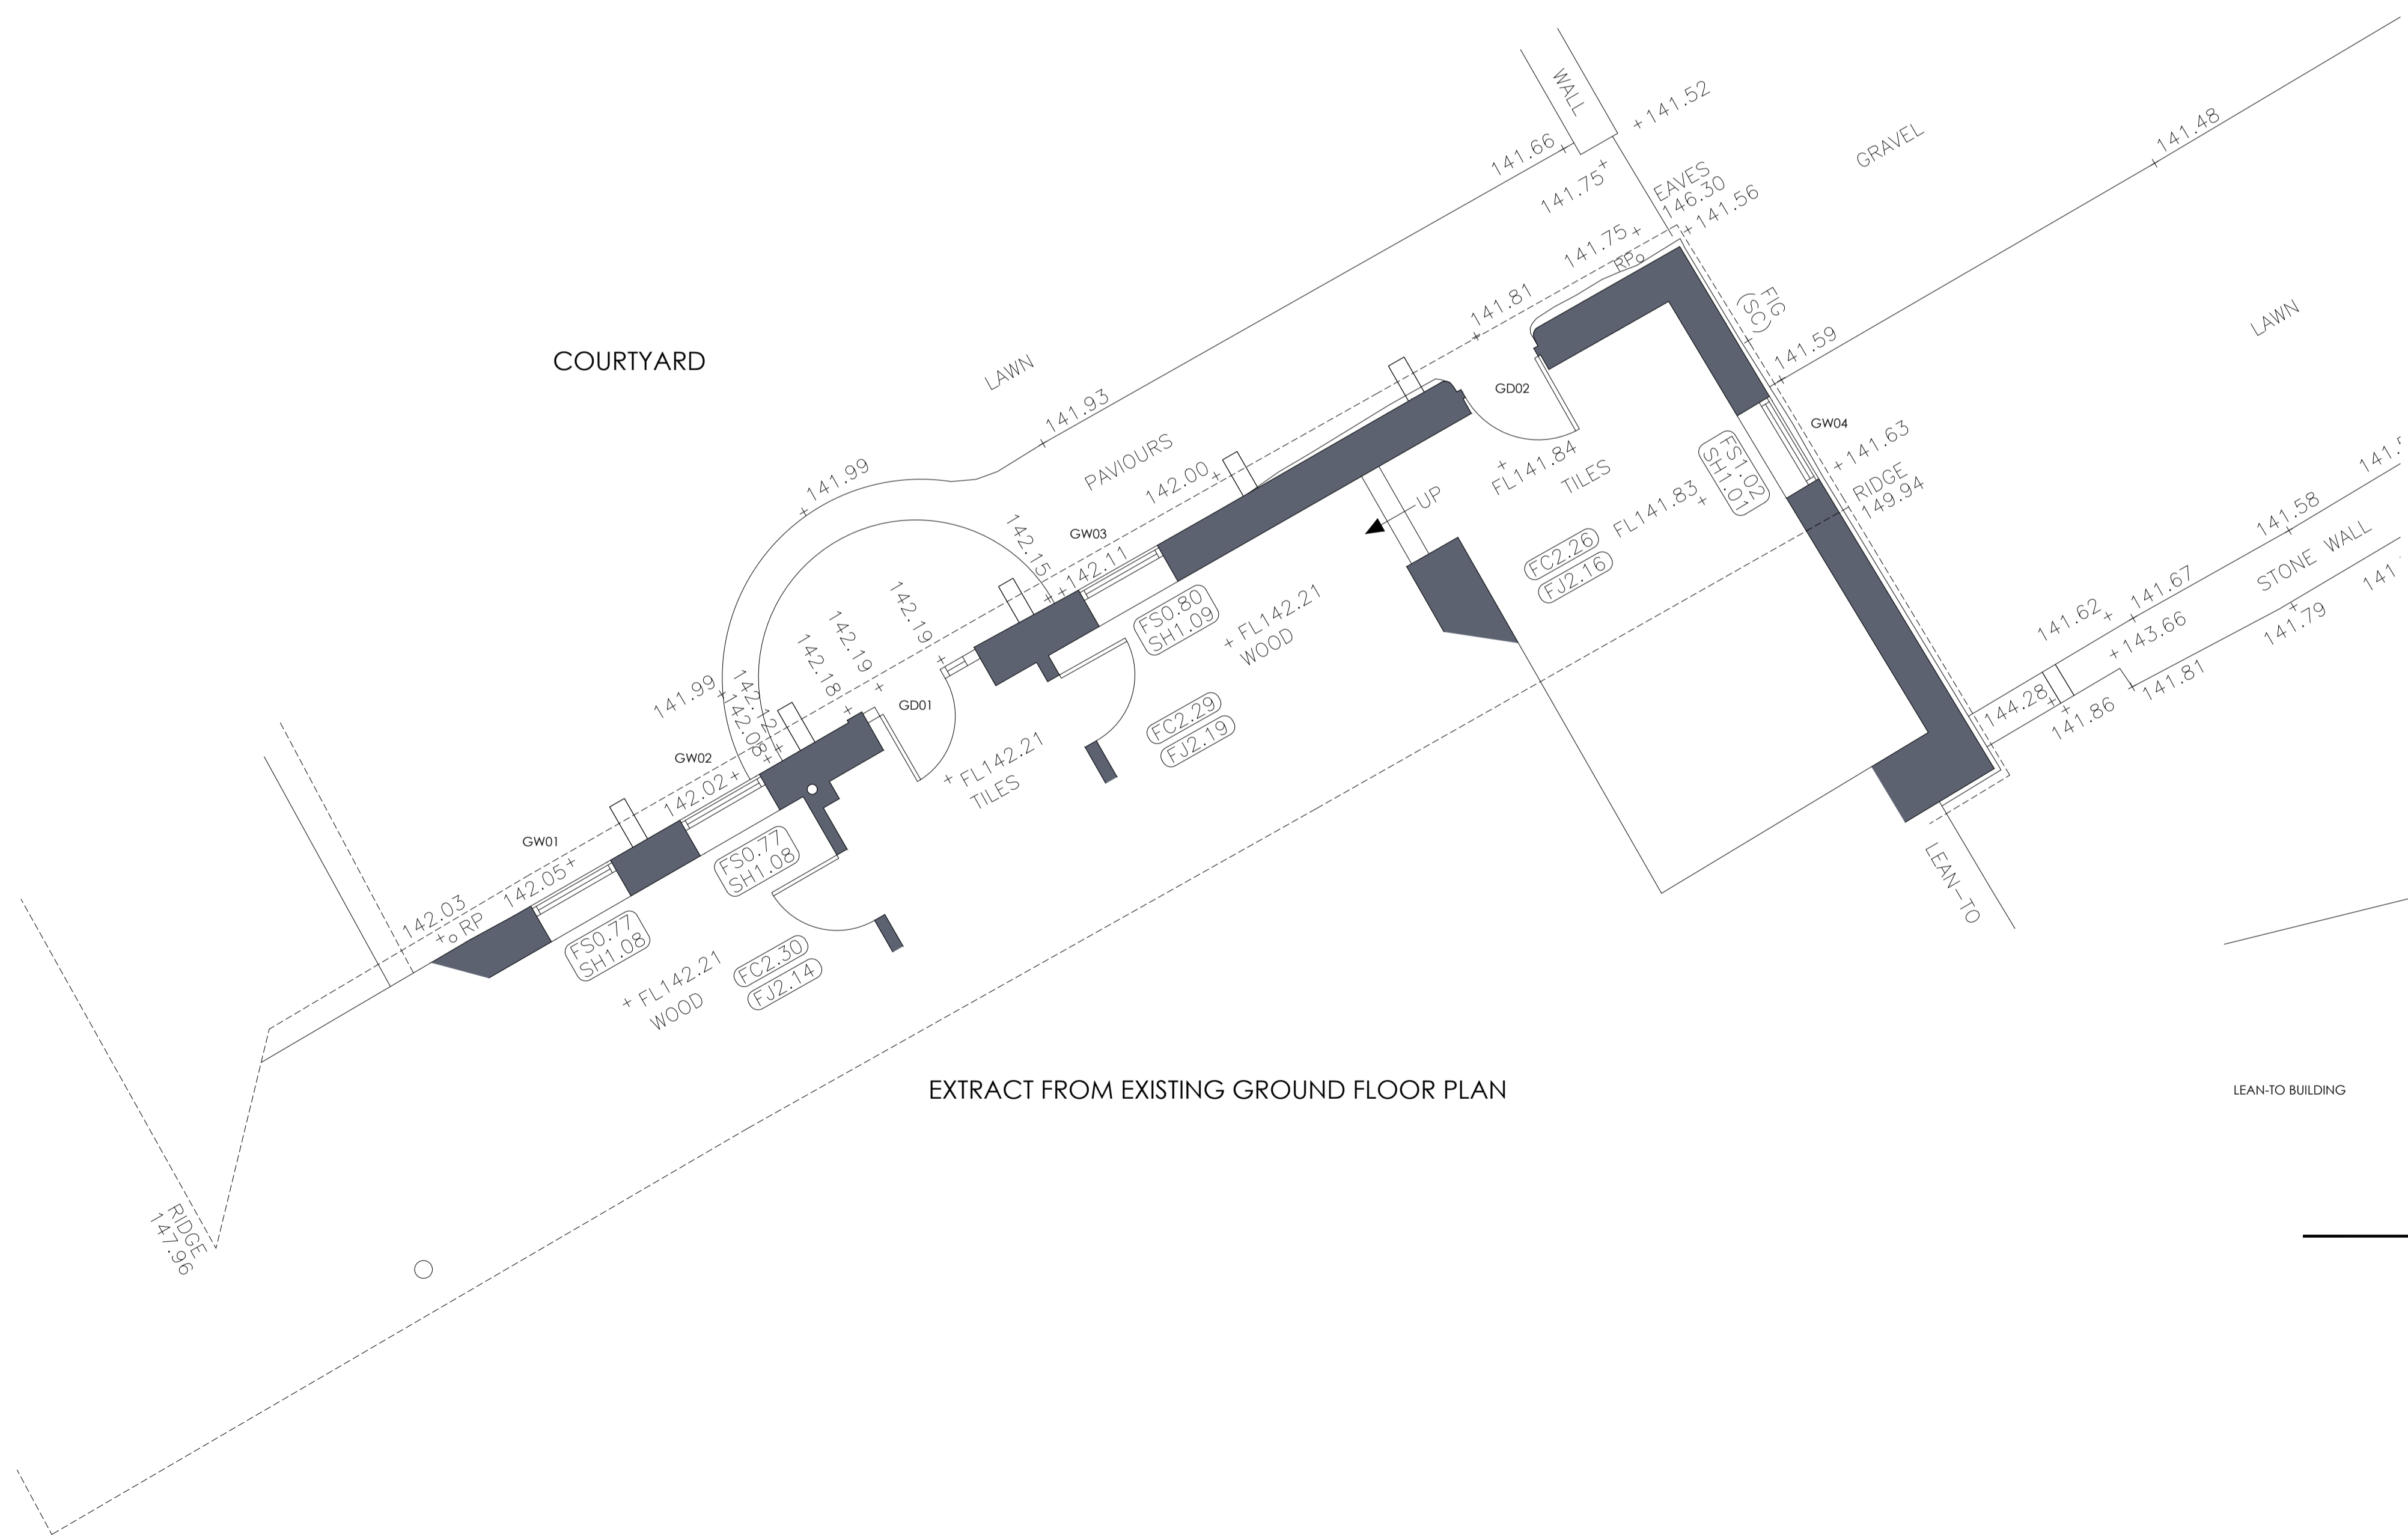 WALL
+141.52
141.66
141.75+
141.48
GRAVEL
EAVES
146.30
+141.56
141.75+
RP
141.81
FIG
(SC)
141.59
LAWN
COURTYARD
LAWN
141.93
PAVIOURS
142.00
GD02
GW04
+141.63
RIDGE
149.94
FS1.02
SH1.01
FL141.84
TILES
FL141.83
UP
FC2.26
FJ2.16
141.99
142.15
GW03
+142.11
FS0.80
SH1.09
+ FL142.21
WOOD
142.19
142.19
142.18
141.99
142.12
142.08
GD01
GW02
142.02+
+ FL142.21
TILES
FC2.29
FJ2.19
GW01
142.05+
142.03
RP
FS0.77
SH1.08
FS0.77
SH1.08
+ FL142.21
WOOD
FC2.30
FJ2.14
141.58
STONE WALL
141.67
141.62
+143.66
141.79
141.81
144.28
141.86
LEAN-TO
EXTRACT FROM EXISTING GROUND FLOOR PLAN
LEAN-TO BUILDING
RIDGE
147.96